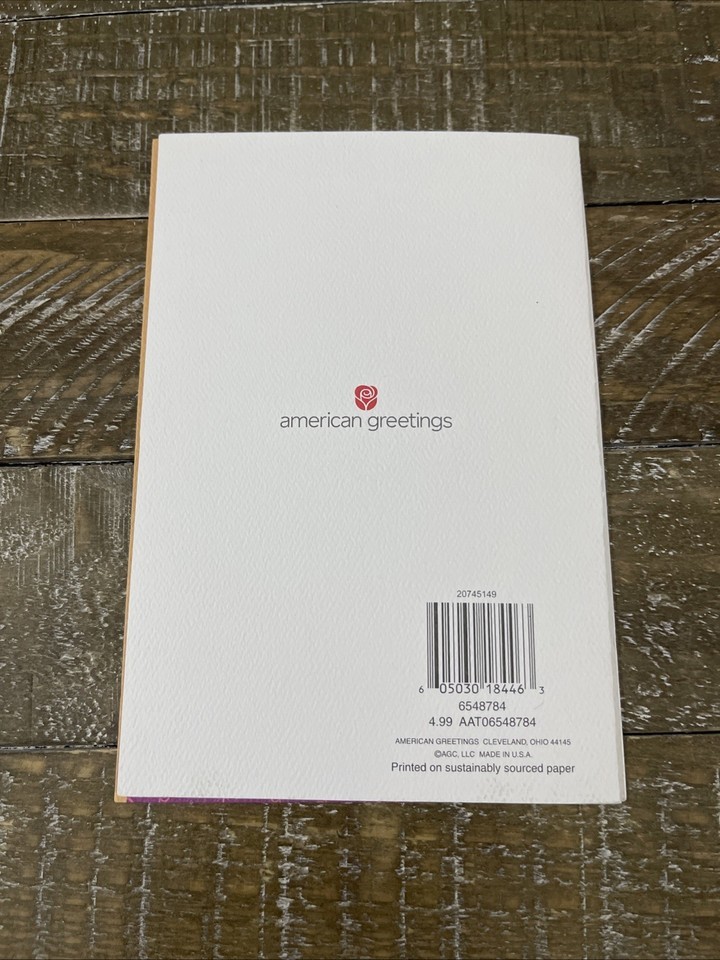 american greetings
20745149
6 05030 18446 3
6548784
4.99 AAT06548784
AMERICAN GREETINGS CLEVELAND, OHIO 44145
©AGC, LLC MADE IN U.S.A.
Printed on sustainably sourced paper